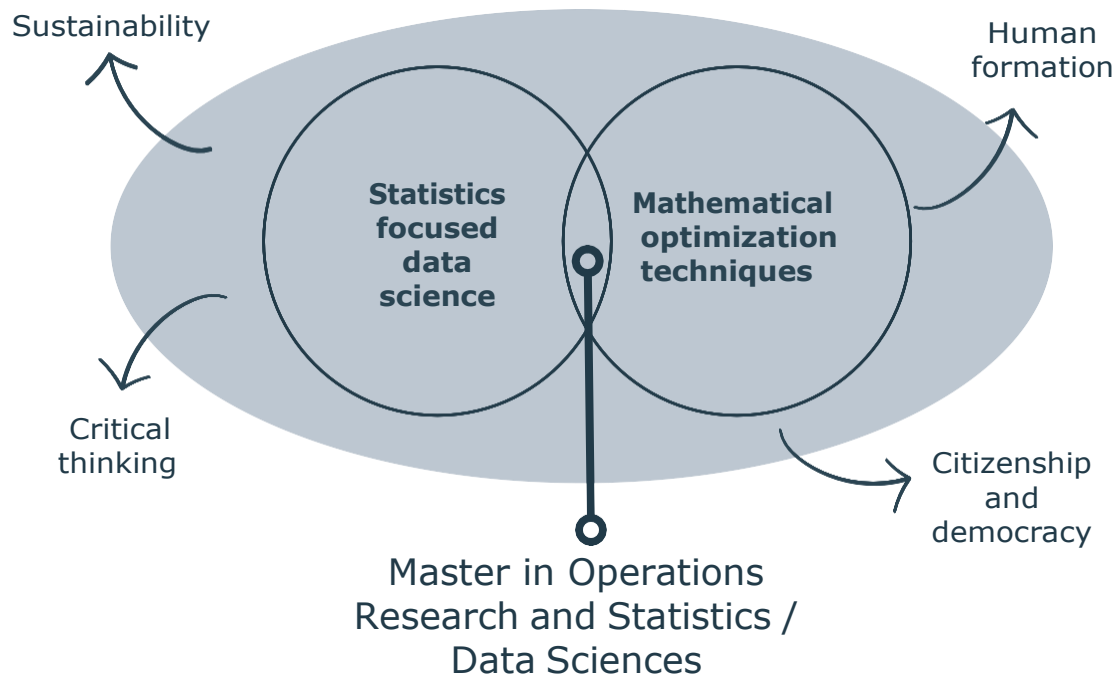 Sustainability
Human
formation
Statistics
focused
data
science
Mathematical
optimization
techniques
Critical
thinking
Citizenship
and
democracy
Master in Operations
Research and Statistics /
Data Sciences